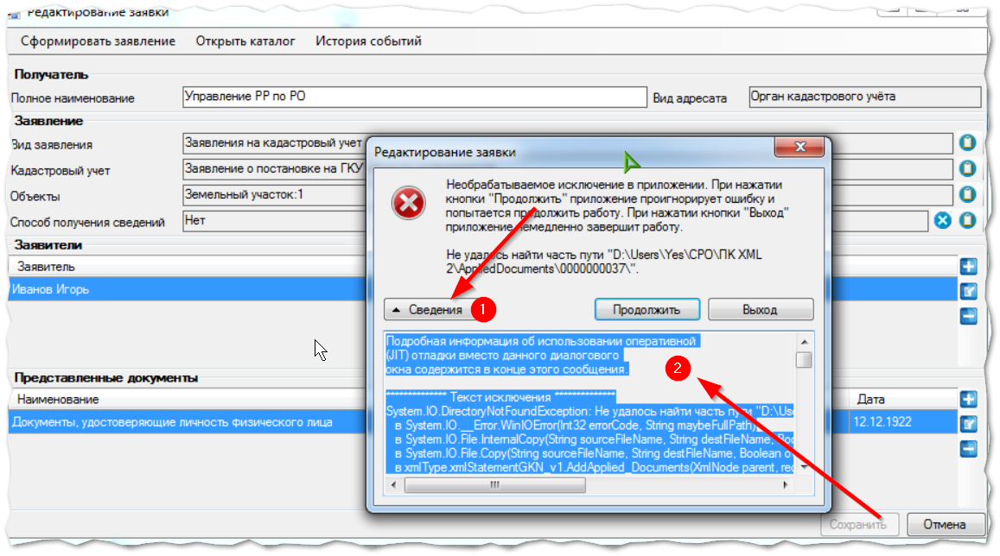 Редактирование заявки
Сформировать заявление Открыть каталог История событий
Получатель
Полное наименование Управление РР по РО Вид адресата Орган кадастрового учёта
Заявление
Вид заявления Заявления на кадастровый учет
Кадастровый учет Заявление о постановке на ГКУ
Объекты Земельный участок:1
Способ получения сведений Нет
Заявители
Заявитель
Иванов Игорь
Представленные документы
Наименование Дата
Документы, удостоверяющие личность физического лица 12.12.1922
Сохранить Отмена
Редактирование заявки
Необрабатываемое исключение в приложении. При нажатии
кнопки "Продолжить" приложение проигнорирует ошибку и
попытается продолжить работу. При нажатии кнопки "Выход"
приложение немедленно завершит работу.
Не удалось найти часть пути "D:\Users\Yes\СРО\ПК XML
2\AppliedDocuments\0000000037\".
Сведения 1 Продолжить Выход
Подробная информация об использовании оперативной
(JIT) отладки вместо данного диалогового
окна содержится в конце этого сообщения.
2
************** Текст исключения **************
System.IO.DirectoryNotFoundException: Не удалось найти часть пути "D:\Use
в System.IO.__Error.WinIOError(Int32 errorCode, String maybeFullPath)
в System.IO.File.InternalCopy(String sourceFileName, String destFileName, Boo
в System.IO.File.Copy(String sourceFileName, String destFileName, Boolean o
в xmlType.xmlStatementGKN_v1.AddApplied_Documents(XmlNode parent, rec